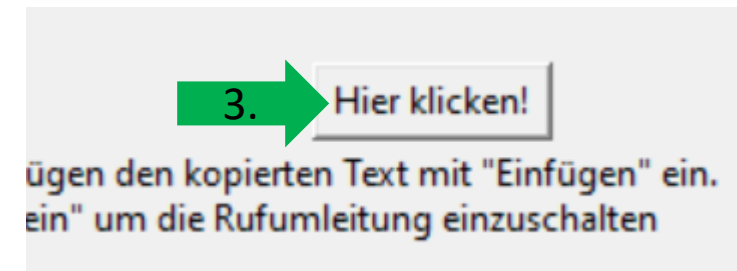 3.
Hier klicken!
ügen den kopierten Text mit "Einfügen" ein.
ein" um die Rufumleitung einzuschalten